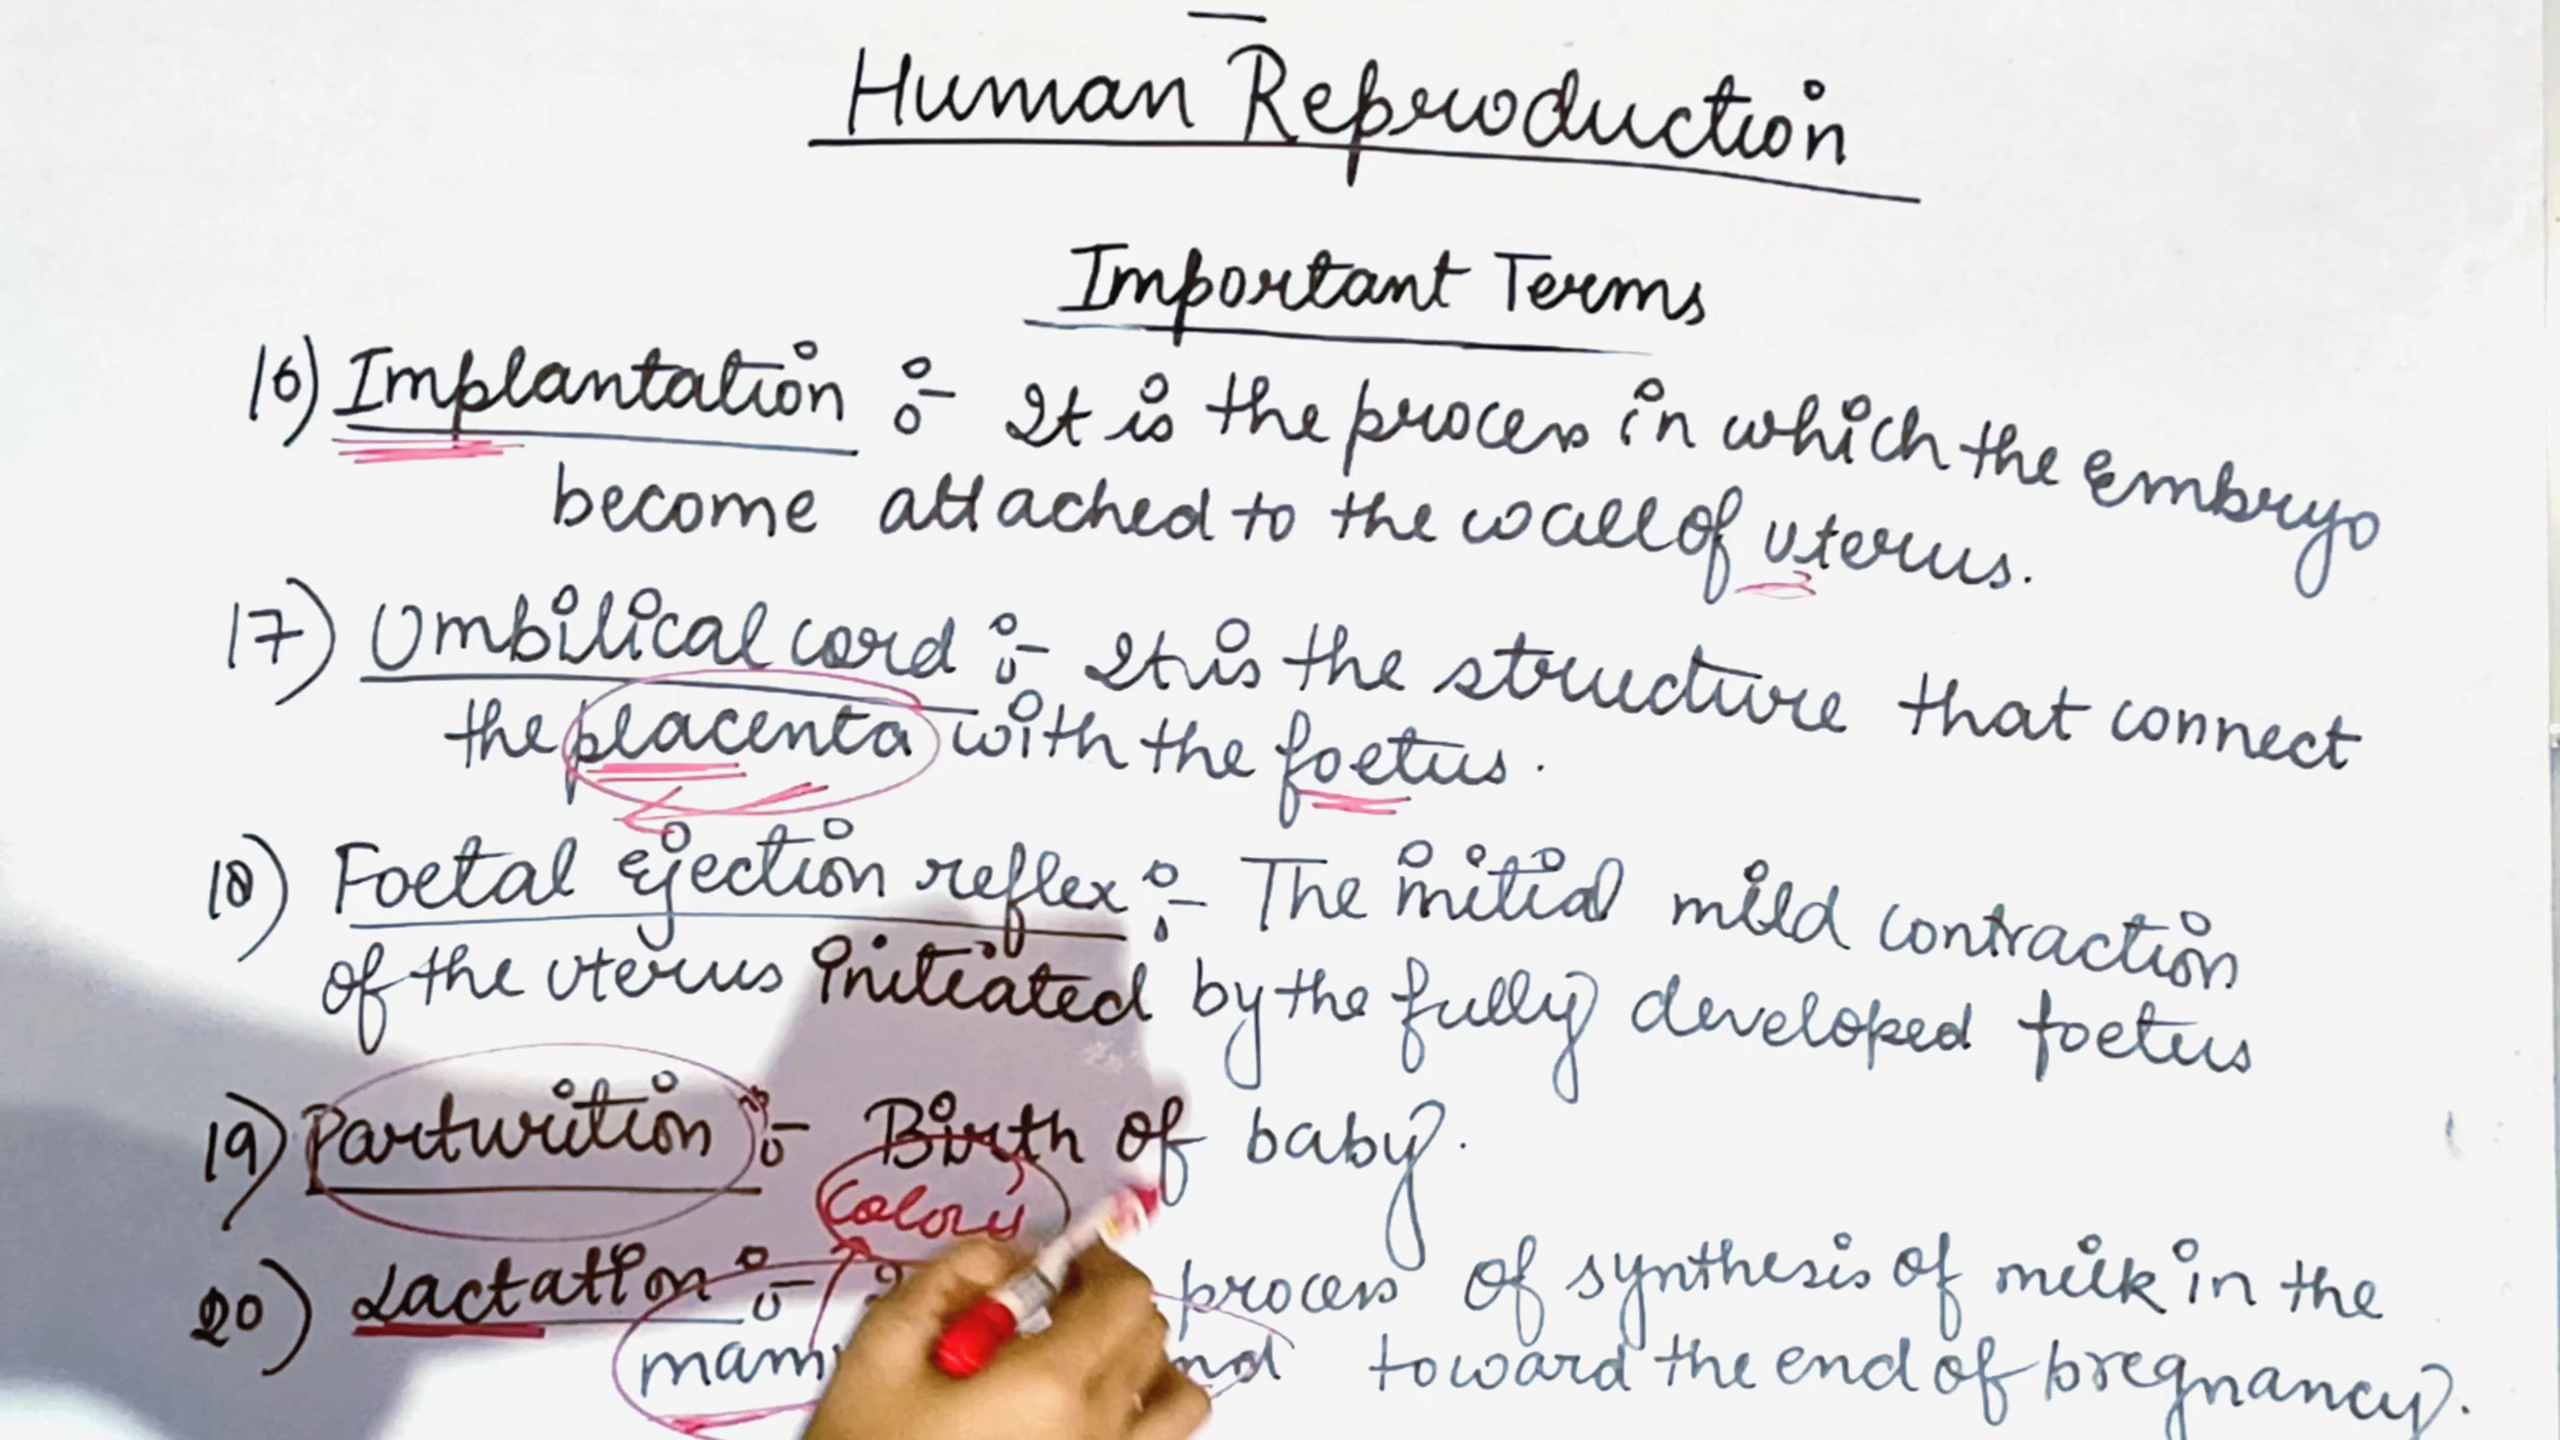 Human Reproduction
Important Terms
16) Implantation :- It is the process in which the Embryo
become attached to the wall of uterus.
17) Umbilical cord :- It is the structure that connect
the placenta with the foetus.
18) Foetal ejection reflex :- The initial mild contraction
of the uterus initiated by the fully developed foetus
19) Parturition :- Birth of baby.
20) Lactation :- process of synthesis of milk in the
toward the end of pregnancy.